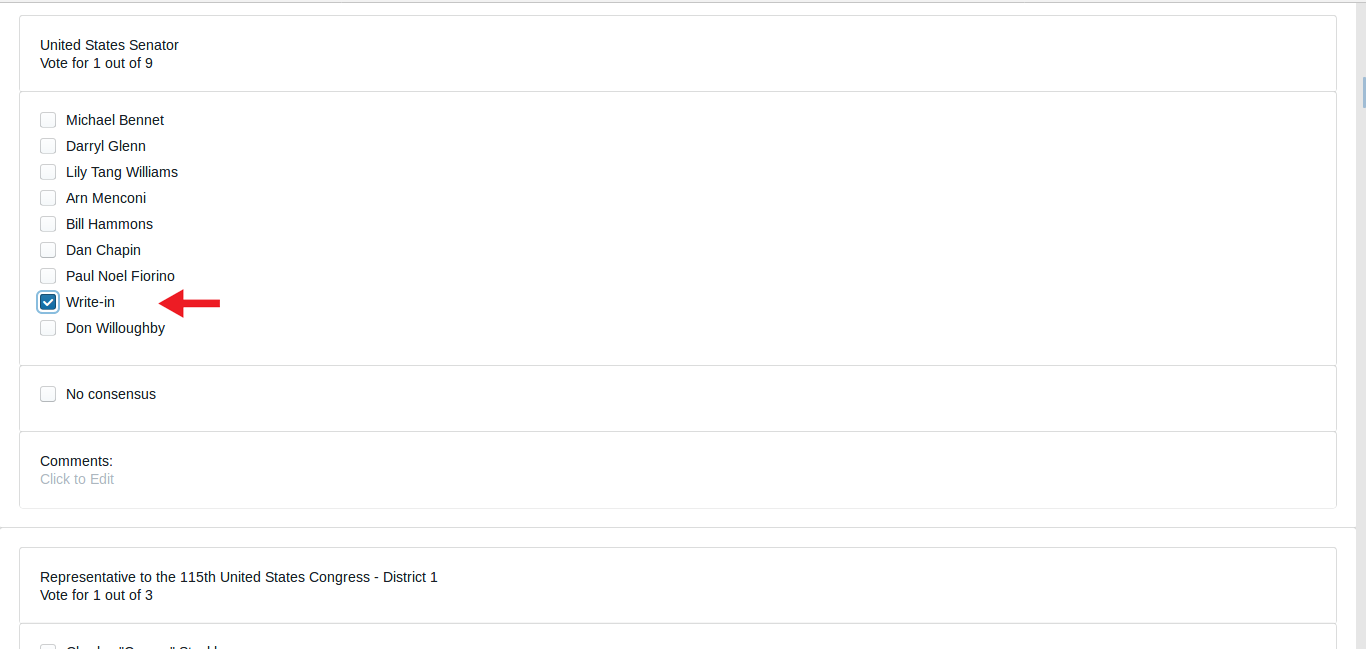 United States Senator
Vote for 1 out of 9
Michael Bennet
Darryl Glenn
Lily Tang Williams
Arn Menconi
Bill Hammons
Dan Chapin
Paul Noel Fiorino
Write-in
Don Willoughby
No consensus
Comments:
Click to Edit
Representative to the 115th United States Congress - District 1
Vote for 1 out of 3